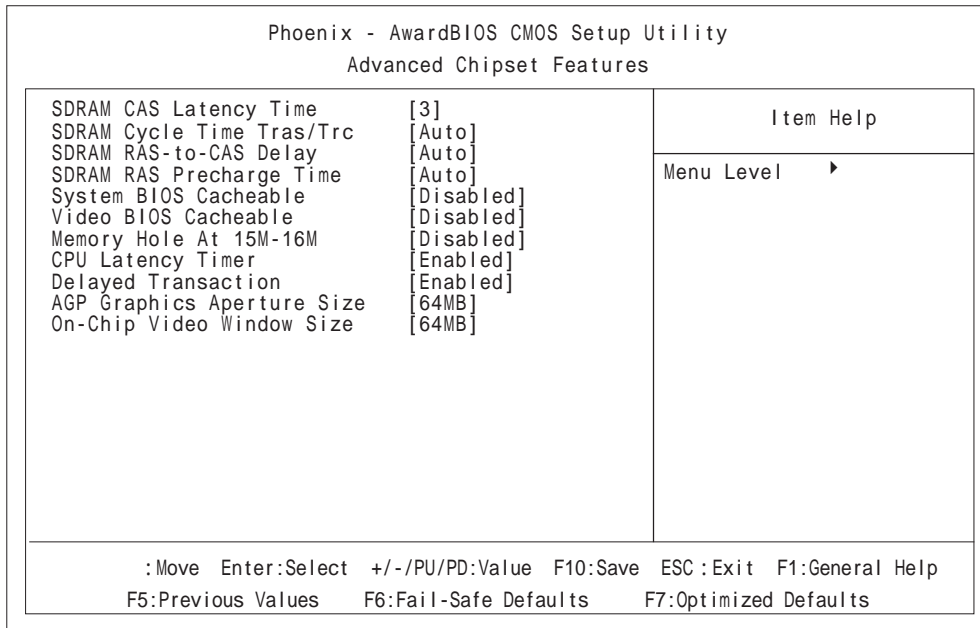 Phoenix - AwardBIOS CMOS Setup Utility
Advanced Chipset Features
SDRAM CAS Latency Time [3]
SDRAM Cycle Time Tras/Trc [Auto]
SDRAM RAS-to-CAS Delay [Auto]
SDRAM RAS Precharge Time [Auto]
System BIOS Cacheable [Disabled]
Video BIOS Cacheable [Disabled]
Memory Hole At 15M-16M [Disabled]
CPU Latency Timer [Enabled]
Delayed Transaction [Enabled]
AGP Graphics Aperture Size [64MB]
On-Chip Video Window Size [64MB]
Item Help
Menu Level
:Move Enter:Select +/-/PU/PD:Value F10:Save ESC:Exit F1:General Help
F5:Previous Values F6:Fail-Safe Defaults F7:Optimized Defaults